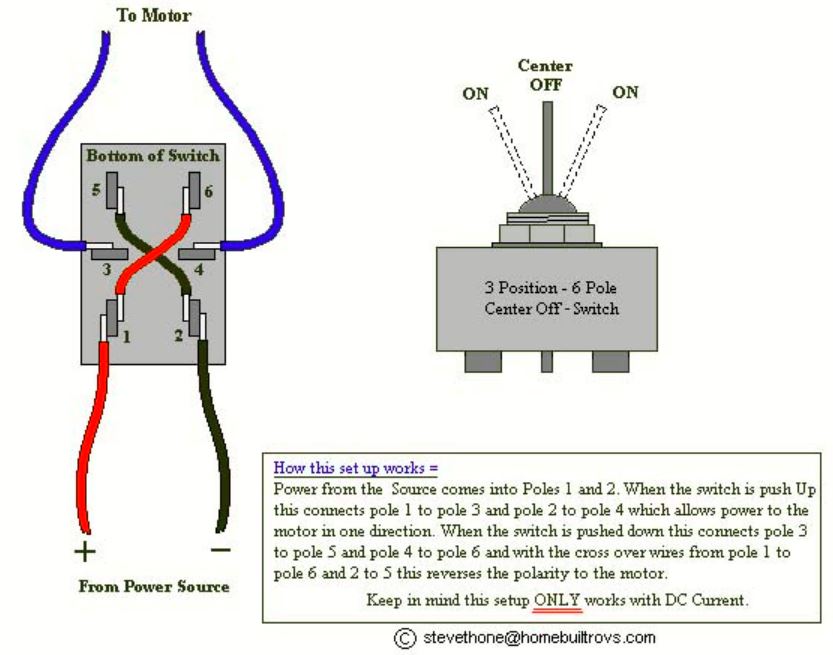 To Motor
Bottom of Switch
5
6
3
4
1
2
+
−
From Power Source
Center
OFF
ON
ON
3 Position - 6 Pole
Center Off - Switch
How this set up works =
Power from the Source comes into Poles 1 and 2. When the switch is push Up
this connects pole 1 to pole 3 and pole 2 to pole 4 which allows power to the
motor in one direction. When the switch is pushed down this connects pole 3
to pole 5 and pole 4 to pole 6 and with the cross over wires from pole 1 to
pole 6 and 2 to 5 this reverses the polarity to the motor.
Keep in mind this setup ONLY works with DC Current.
© stevethone@homebuiltrovs.com